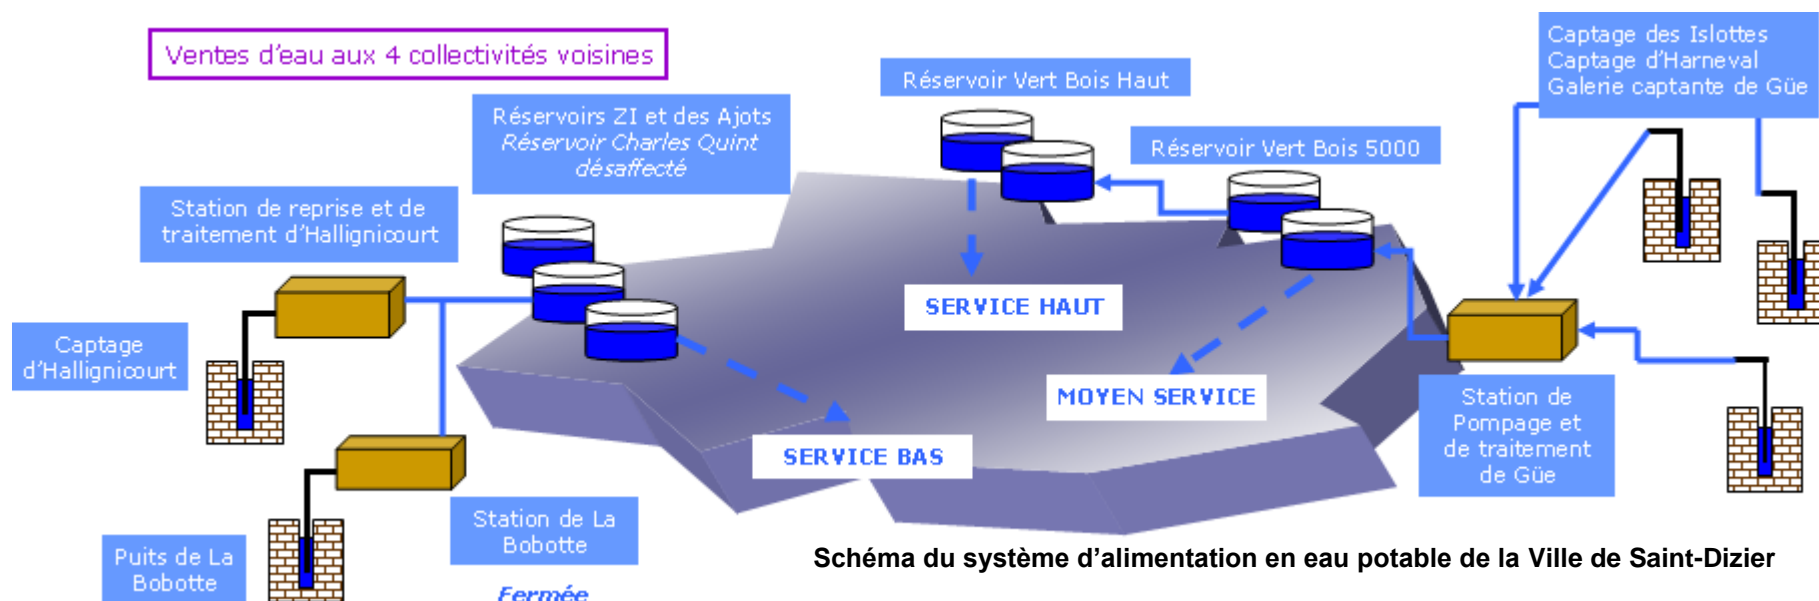 Ventes d'eau aux 4 collectivités voisines
Réservoirs ZI et des Ajots
Réservoir Charles Quint
désaffecté
Réservoir Vert Bois Haut
Réservoir Vert Bois 5000
Captage des Islottes
Captage d'Harneval
Galerie captante de Güe
Station de reprise et de
traitement d'Hallignicourt
Captage
d'Hallignicourt
SERVICE HAUT
MOYEN SERVICE
SERVICE BAS
Station de
Pompage et
de traitement
de Güe
Puits de La
Bobotte
Station de La
Bobotte
Fermée
Schéma du système d'alimentation en eau potable de la Ville de Saint-Dizier